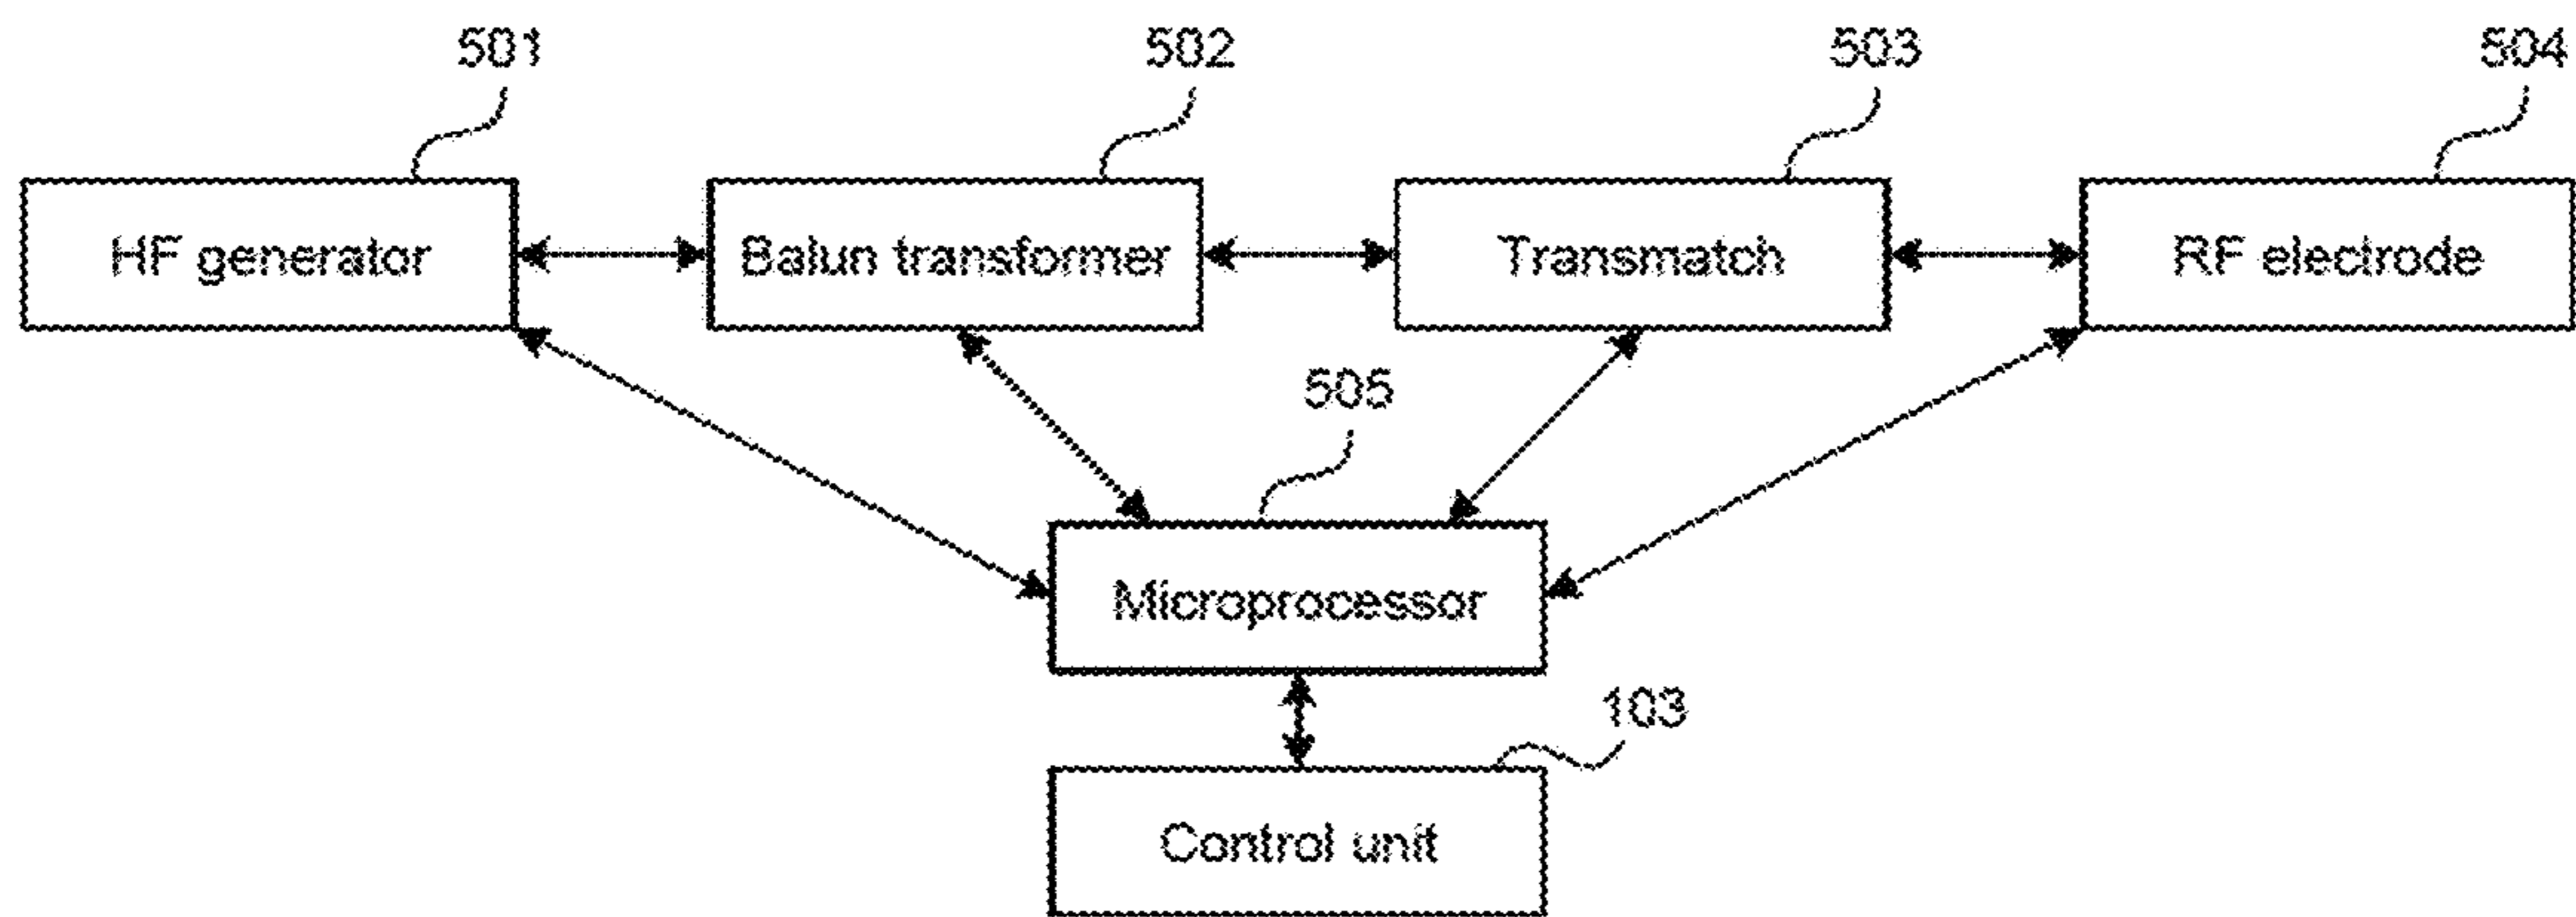 501 502 503 504
HF generator Balun transformer Transmatch RF electrode
505
Microprocessor
103
Control unit